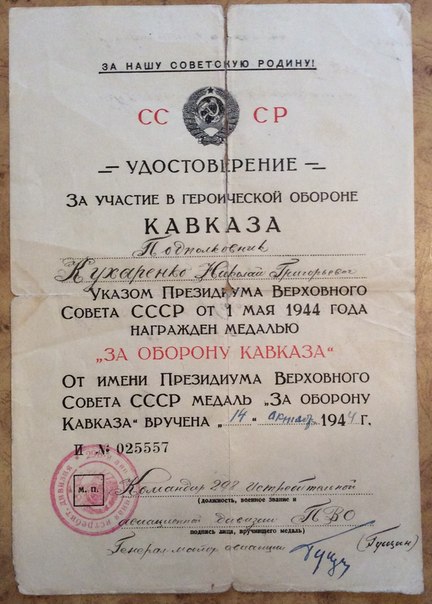 ЗА НАШУ СОВЕТСКУЮ РОДИНУ!
СС СР
УДОСТОВЕРЕНИЕ
ЗА УЧАСТИЕ В ГЕРОИЧЕСКОЙ ОБОРОНЕ
КАВКАЗА
Подполковник
Кухаренко Николай Григорьевич
УКАЗОМ ПРЕЗИДИУМА ВЕРХОВНОГО
СОВЕТА СССР ОТ 1 МАЯ 1944 ГОДА
НАГРАЖДЕН МЕДАЛЬЮ
„ЗА ОБОРОНУ КАВКАЗА“
ОТ ИМЕНИ ПРЕЗИДИУМА ВЕРХОВНОГО
СОВЕТА СССР МЕДАЛЬ „ЗА ОБОРОНУ
КАВКАЗА“ ВРУЧЕНА „14“ 1944 г.
И № 025557
М. П.
Командир Истребительной
(должность, военное звание и
авиационной дивизии ПВО
подпись лица, вручившего медаль)
Генерал майор авиации (Гущин)